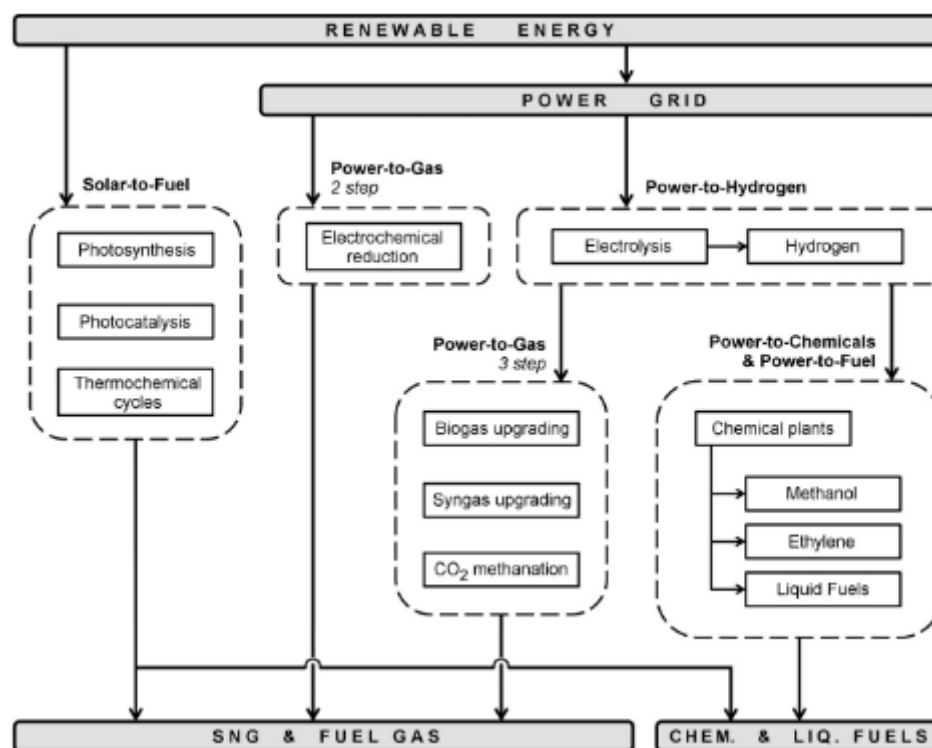 RENEWABLE ENERGY
POWER GRID
Power-to-Gas
2 step
Solar-to-Fuel
Power-to-Hydrogen
Photosynthesis
Photocatalysis
Thermochemical
cycles
Electrochemical
reduction
Electrolysis
Hydrogen
Power-to-Gas
3 step
Power-to-Chemicals
& Power-to-Fuel
Biogas upgrading
Syngas upgrading
CO2 methanation
Chemical plants
Methanol
Ethylene
Liquid Fuels
SNG & FUEL GAS
CHEM. & LIQ. FUELS